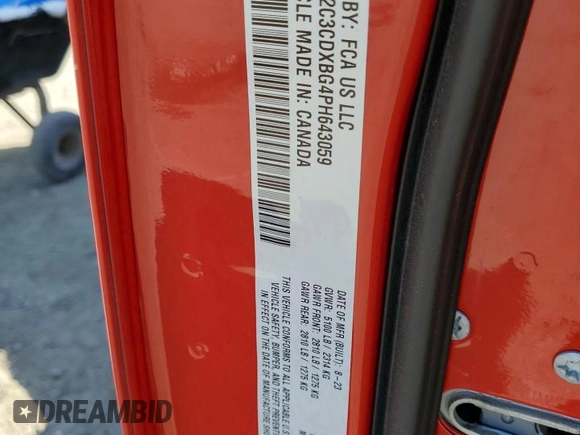 BY: FCA US LLC
2C3CDXBG4PH643059
MADE IN: CANADA
DATE OF MFR (BUILT): 8-23
GVWR: 5100 LB / 2314 KG
GAWR FRONT: 2810 LB / 1275 KG
GAWR REAR: 2810 LB / 1275 KG
THIS VEHICLE CONFORMS TO ALL APPLICABLE U.S.
VEHICLE SAFETY, BUMPER, AND THEFT
IN EFFECT ON THE DATE OF MANUFACTURE
DREAMBID